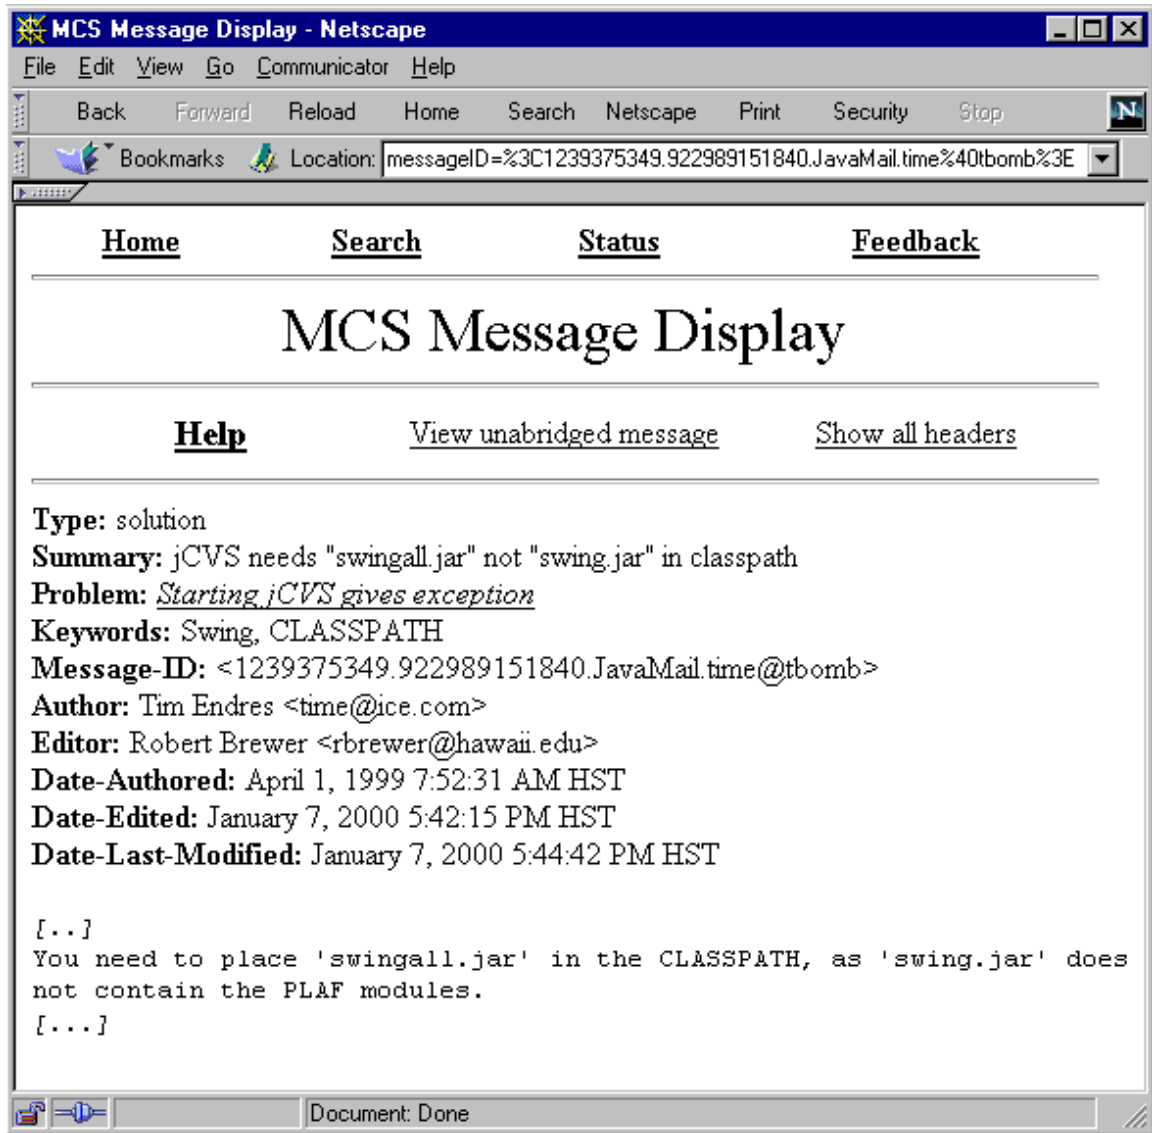 MCS Message Display - Netscape
File Edit View Go Communicator Help
Back Forward Reload Home Search Netscape Print Security Stop N
Bookmarks Location: messageID=%3C1239375349.922989151840.JavaMail.time%40tbomb%3E
Home Search Status Feedback
MCS Message Display
Help View unabridged message Show all headers
Type: solution
Summary: jCVS needs "swingall.jar" not "swing.jar" in classpath
Problem: Starting jCVS gives exception
Keywords: Swing, CLASSPATH
Message-ID: <1239375349.922989151840.JavaMail.time@tbomb>
Author: Tim Endres <time@ice.com>
Editor: Robert Brewer <rbrewer@hawaii.edu>
Date-Authored: April 1, 1999 7:52:31 AM HST
Date-Edited: January 7, 2000 5:42:15 PM HST
Date-Last-Modified: January 7, 2000 5:44:42 PM HST
[..]
You need to place 'swingall.jar' in the CLASSPATH, as 'swing.jar' does
not contain the PLAF modules.
[...]
Document: Done